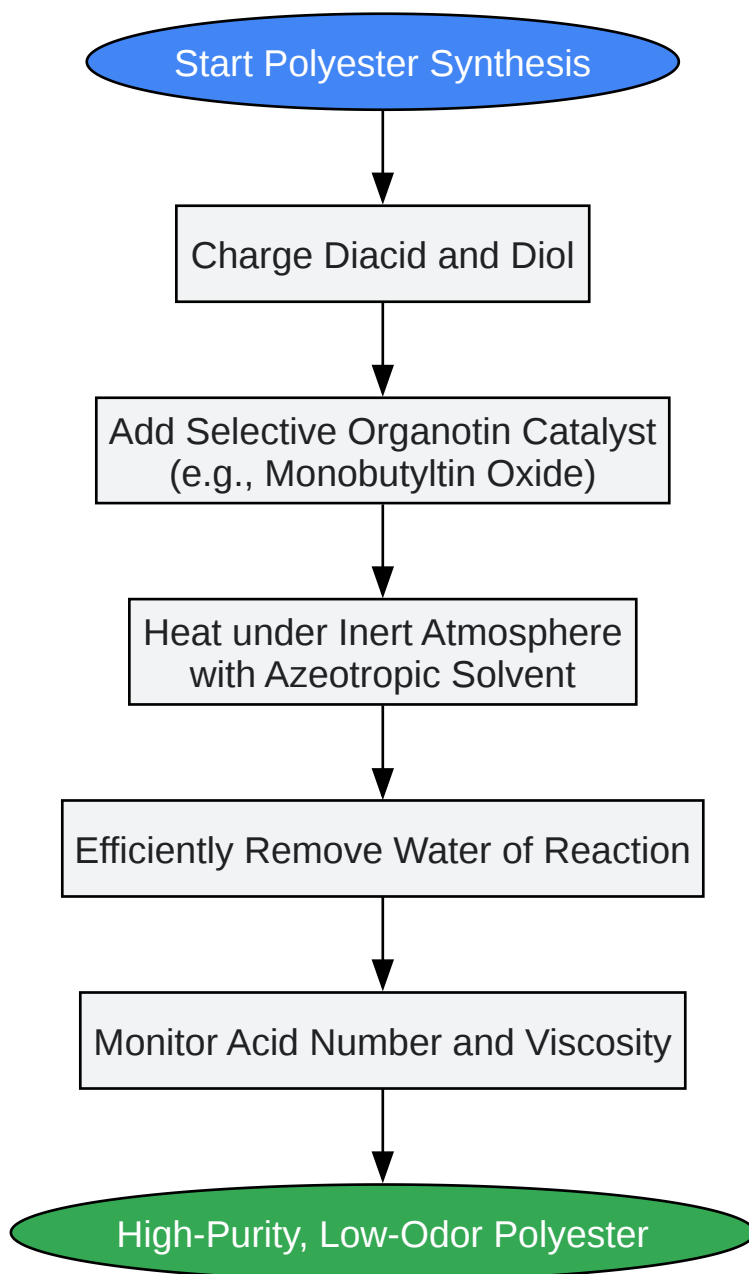 Start Polyester Synthesis
Charge Diacid and Diol
Add Selective Organotin Catalyst
(e.g., Monobutyltin Oxide)
Heat under Inert Atmosphere
with Azeotropic Solvent
Efficiently Remove Water of Reaction
Monitor Acid Number and Viscosity
High-Purity, Low-Odor Polyester